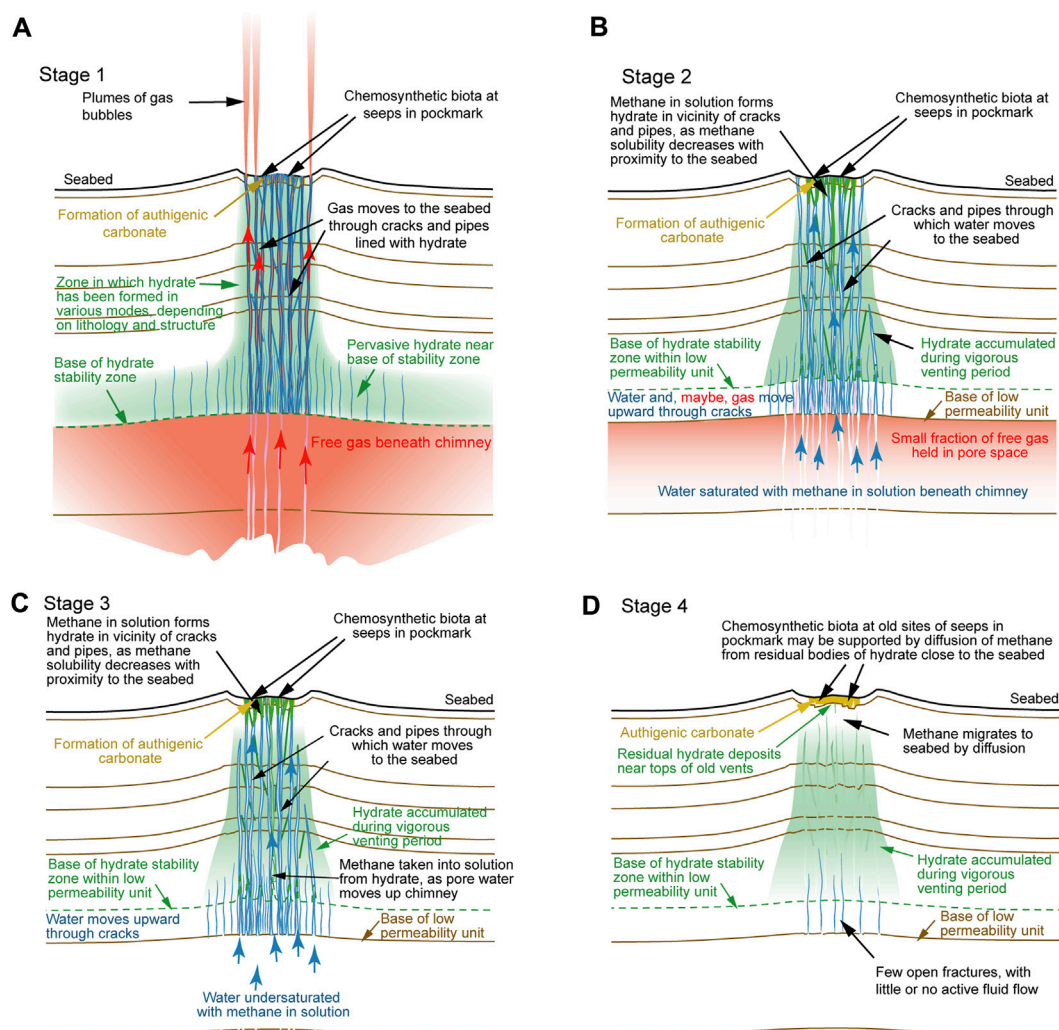 A
Stage 1
Plumes of gas
bubbles
Chemosynthetic biota at
seeps in pockmark
Seabed
Formation of authigenic
carbonate
Gas moves to the seabed
through cracks and pipes
lined with hydrate
Zone in which hydrate
has been formed in
various modes, depending
on lithology and structure
Pervasive hydrate near
base of stability zone
Base of hydrate
stability zone
Free gas beneath chimney
B
Stage 2
Methane in solution forms
hydrate in vicinity of cracks
and pipes, as methane
solubility decreases with
proximity to the seabed
Chemosynthetic biota at
seeps in pockmark
Seabed
Formation of authigenic
carbonate
Cracks and pipes through
which water moves
to the seabed
Base of hydrate stability
zone within low
permeability unit
Hydrate accumulated
during vigorous
venting period
Water and, maybe, gas move
upward through cracks
Base of low
permeability unit
Small fraction of free gas
held in pore space
Water saturated with methane in solution beneath chimney
C
Stage 3
Methane in solution forms
hydrate in vicinity of cracks
and pipes, as methane
solubility decreases with
proximity to the seabed
Chemosynthetic biota at
seeps in pockmark
Seabed
Formation of authigenic
carbonate
Cracks and pipes through
which water moves
to the seabed
Hydrate accumulated
during vigorous
venting period
Base of hydrate stability
zone within low
permeability unit
Methane taken into solution
from hydrate, as pore water
moves up chimney
Water moves upward
through cracks
Base of low
permeability unit
Water undersaturated
with methane in solution
D
Stage 4
Chemosynthetic biota at old sites of seeps in
pockmark may be supported by diffusion of methane
from residual bodies of hydrate close to the seabed
Seabed
Authigenic carbonate
Residual hydrate deposits
near tops of old vents
Methane migrates to
seabed by diffusion
Base of hydrate stability
zone within low
permeability unit
Hydrate accumulated
during vigorous
venting period
Base of low
permeability unit
Few open fractures, with
little or no active fluid flow